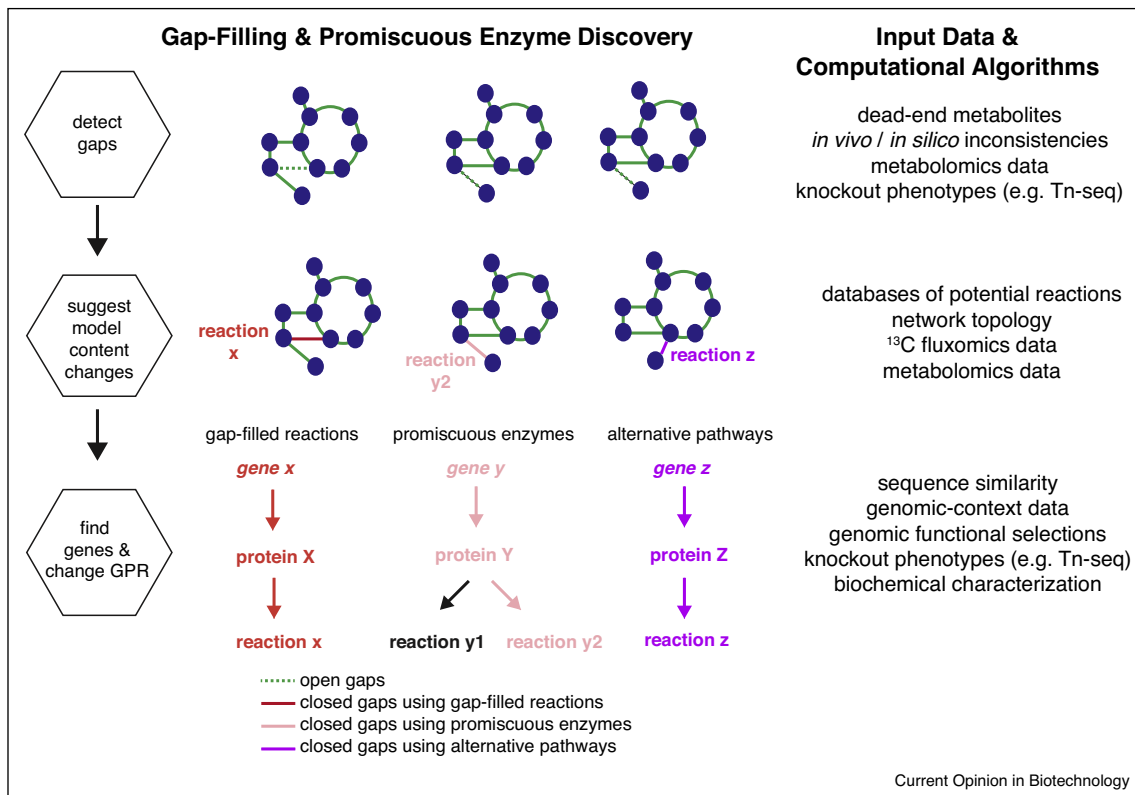 Gap-Filling & Promiscuous Enzyme Discovery
Input Data &
Computational Algorithms
detect
gaps
dead-end metabolites
in vivo / in silico inconsistencies
metabolomics data
knockout phenotypes (e.g. Tn-seq)
suggest
model
content
changes
reaction
x
reaction
y2
reaction z
databases of potential reactions
network topology
¹³C fluxomics data
metabolomics data
gap-filled reactions
promiscuous enzymes
alternative pathways
find
genes &
change GPR
gene x
protein X
reaction x
gene y
protein Y
reaction y1
reaction y2
gene z
protein Z
reaction z
sequence similarity
genomic-context data
genomic functional selections
knockout phenotypes (e.g. Tn-seq)
biochemical characterization
open gaps
closed gaps using gap-filled reactions
closed gaps using promiscuous enzymes
closed gaps using alternative pathways
Current Opinion in Biotechnology